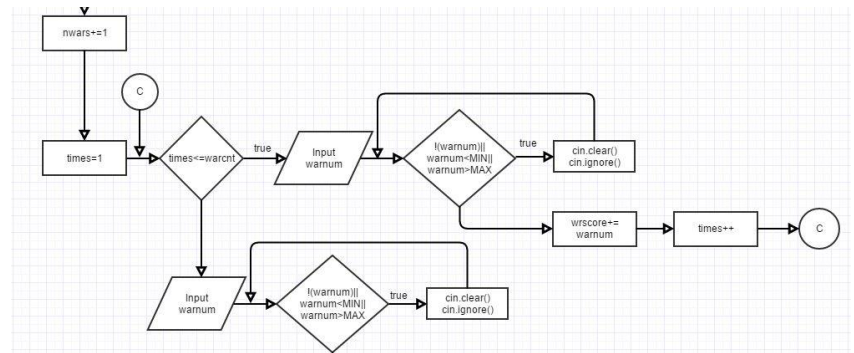 nwars+=1
C
times=1
times<=warcnt
true
Input
warnum
!(warnum)||
warnum<MIN||
warnum>MAX
true
cin.clear()
cin.ignore()
wrscore+=
warnum
times++
C
Input
warnum
!(warnum)||
warnum<MIN||
warnum>MAX
true
cin.clear()
cin.ignore()